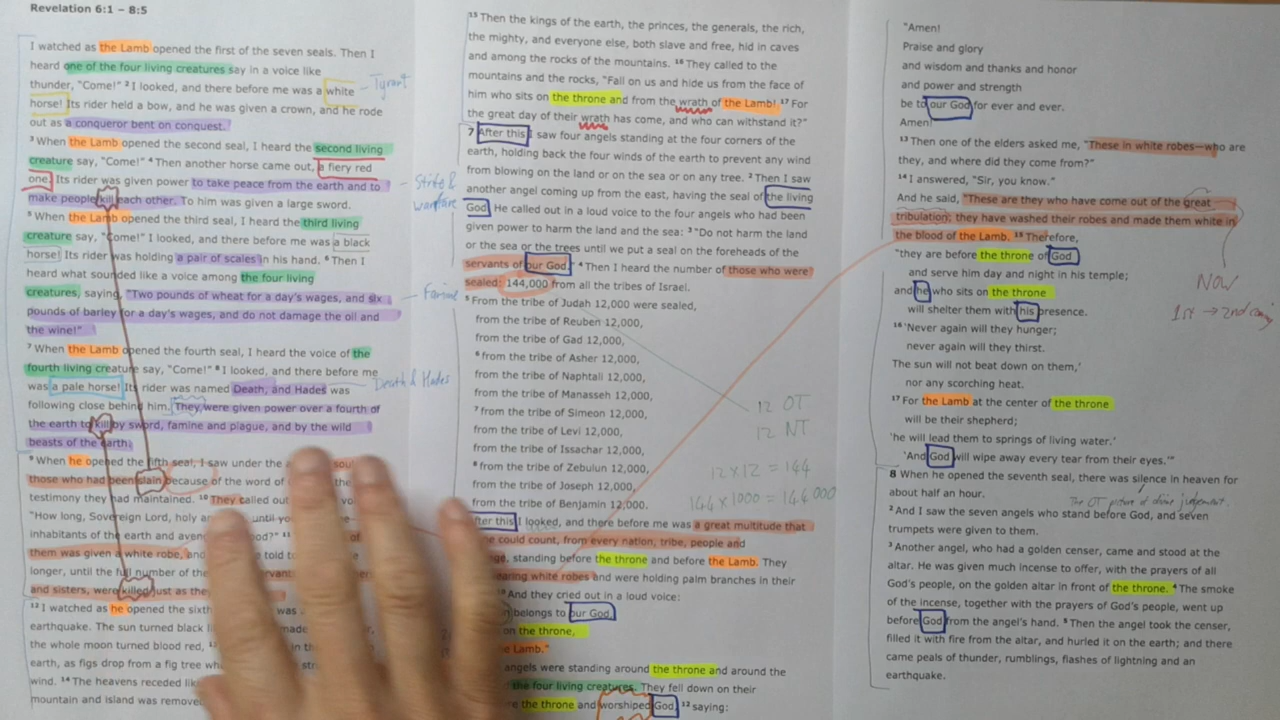 Revelation 6:1 – 8:5
I watched as the Lamb opened the first of the seven seals. Then I
heard one of the four living creatures say in a voice like
thunder, "Come!" 2 I looked, and there before me was a white
horse! Its rider held a bow, and he was given a crown, and he rode
out as a conqueror bent on conquest.
3 When the Lamb opened the second seal, I heard the second living
creature say, "Come!" 4 Then another horse came out, a fiery red
one. Its rider was given power to take peace from the earth and to
make people kill each other. To him was given a large sword.
5 When the Lamb opened the third seal, I heard the third living
creature say, "Come!" I looked, and there before me was a black
horse! Its rider was holding a pair of scales in his hand. 6 Then I
heard what sounded like a voice among the four living
creatures, saying, "Two pounds of wheat for a day's wages, and six
pounds of barley for a day's wages, and do not damage the oil and
the wine!"
7 When the Lamb opened the fourth seal, I heard the voice of the
fourth living creature say, "Come!" 8 I looked, and there before me
was a pale horse! Its rider was named Death, and Hades was
following close behind him. They were given power over a fourth of
the earth to kill by sword, famine and plague, and by the wild
beasts of the earth.
9 When he opened the fifth seal, I saw under the
those who had been slain because of the word of the
testimony they had maintained. 10 They called out
"How long, Sovereign Lord, holy until
inhabitants of the earth and 11 of
them was given a white robe, and told
longer, until the full number of the
and sisters, were killed just as they
12 I watched as he opened the sixth was
earthquake. The sun turned black made
the whole moon turned blood red, in the
earth, as figs drop from a fig tree
wind. 14 The heavens receded
mountain and island was removed
Tyrant
Strife &
warfare
Famine
Death & Hades
15 Then the kings of the earth, the princes, the generals, the rich,
the mighty, and everyone else, both slave and free, hid in caves
and among the rocks of the mountains. 16 They called to the
mountains and the rocks, "Fall on us and hide us from the face of
him who sits on the throne and from the wrath of the Lamb! 17 For
the great day of their wrath has come, and who can withstand it?"
7 After this I saw four angels standing at the four corners of the
earth, holding back the four winds of the earth to prevent any wind
from blowing on the land or on the sea or on any tree. 2 Then I saw
another angel coming up from the east, having the seal of the living
God. He called out in a loud voice to the four angels who had been
given power to harm the land and the sea: 3 "Do not harm the land
or the sea or the trees until we put a seal on the foreheads of the
servants of our God." 4 Then I heard the number of those who were
sealed: 144,000 from all the tribes of Israel.
5 From the tribe of Judah 12,000 were sealed,
from the tribe of Reuben 12,000,
from the tribe of Gad 12,000,
6 from the tribe of Asher 12,000,
from the tribe of Naphtali 12,000,
from the tribe of Manasseh 12,000,
7 from the tribe of Simeon 12,000,
from the tribe of Levi 12,000,
from the tribe of Issachar 12,000,
8 from the tribe of Zebulun 12,000,
from the tribe of Joseph 12,000,
from the tribe of Benjamin 12,000.
After this I looked, and there before me was a great multitude that
could count, from every nation, tribe, people and
standing before the throne and before the Lamb. They
wearing white robes and were holding palm branches in their
And they cried out in a loud voice:
belongs to our God,
on the throne,
Lamb."
angels were standing around the throne and around the
the four living creatures. They fell down on their
the throne and worshiped God, 12 saying:
12 OT
12 NT
12x12 = 144
144 x 1000 = 144 000
"Amen!
Praise and glory
and wisdom and thanks and honor
and power and strength
be to our God for ever and ever.
Amen!"
13 Then one of the elders asked me, "These in white robes—who are
they, and where did they come from?"
14 I answered, "Sir, you know."
And he said, "These are they who have come out of the great
tribulation; they have washed their robes and made them white in
the blood of the Lamb. 15 Therefore,
"they are before the throne of God
and serve him day and night in his temple;
and he who sits on the throne
will shelter them with his presence.
16 'Never again will they hunger;
never again will they thirst.
The sun will not beat down on them,'
nor any scorching heat.
17 For the Lamb at the center of the throne
will be their shepherd;
'he will lead them to springs of living water.'
'And God will wipe away every tear from their eyes.'"
8 When he opened the seventh seal, there was silence in heaven for
about half an hour.
The OT picture of divine judgement.
2 And I saw the seven angels who stand before God, and seven
trumpets were given to them.
3 Another angel, who had a golden censer, came and stood at the
altar. He was given much incense to offer, with the prayers of all
God's people, on the golden altar in front of the throne. 4 The smoke
of the incense, together with the prayers of God's people, went up
before God from the angel's hand. 5 Then the angel took the censer,
filled it with fire from the altar, and hurled it on the earth; and there
came peals of thunder, rumblings, flashes of lightning and an
earthquake.
Now
1st → 2nd coming